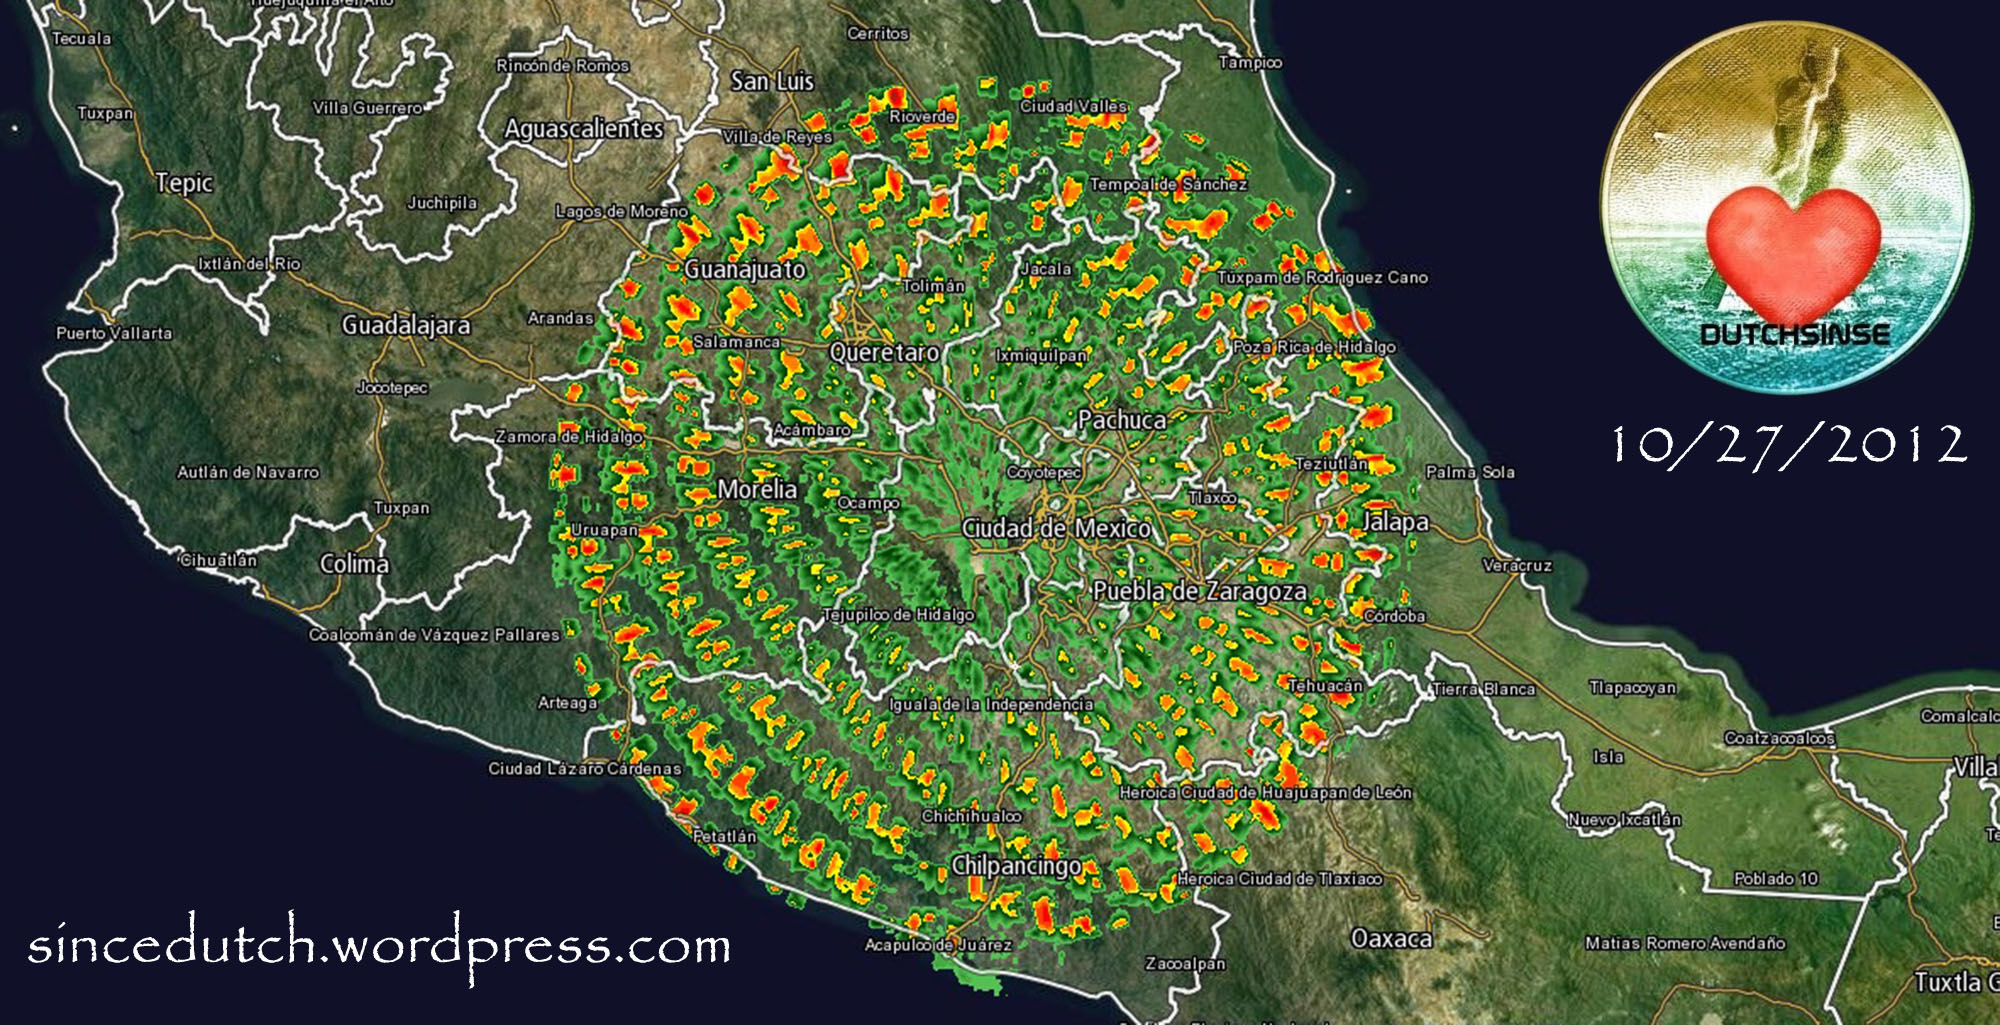 Huejuquilla el Alto
Tecuala
Cerritos
Tampico
Rincón de Romos
San Luis
Villa Guerrero
Tuxpan
Rioverde
Ciudad Valles
Aguascalientes
Villa de Reyes
Tepic
Tempoal de Sánchez
Juchipila
Lagos de Moreno
Ixtlán del Río
Guanajuato
Jacala
Túxpam de Rodríguez Cano
Tolimán
Puerto Vallarta
Guadalajara
Arandas
DUTCHSINSE
Salamanca
Queretaro
Ixmiquilpan
Poza Rica de Hidalgo
Jocotepec
Pachuca
Acámbaro
Zamora de Hidalgo
10/27/2012
Autlán de Navarro
Coyotepec
Teziutlán
Palma Sola
Morelia
Ocampo
Tlaxco
Tuxpan
Uruapan
Ciudad de Mexico
Jalapa
Cihuatlán
Colima
Veracruz
Puebla de Zaragoza
Tejupilco de Hidalgo
Córdoba
Coalcomán de Vázquez Pallares
Tehuacán
Tierra Blanca
Tlapacoyan
Arteaga
Iguala de la Independencia
Comalcalc
Coatzacoalcos
Isla
Ciudad Lázaro Cárdenas
Villa
Heroica Ciudad de Huajuapan de León
Chichihualco
Nuevo Ixcatlán
Petatlán
Chilpancingo
Heroica Ciudad de Tlaxiaco
Poblado 10
sincedutch.wordpress.com
Acapulco de Juárez
Oaxaca
Matias Romero Avendaño
Zacoalpan
Tuxtla G